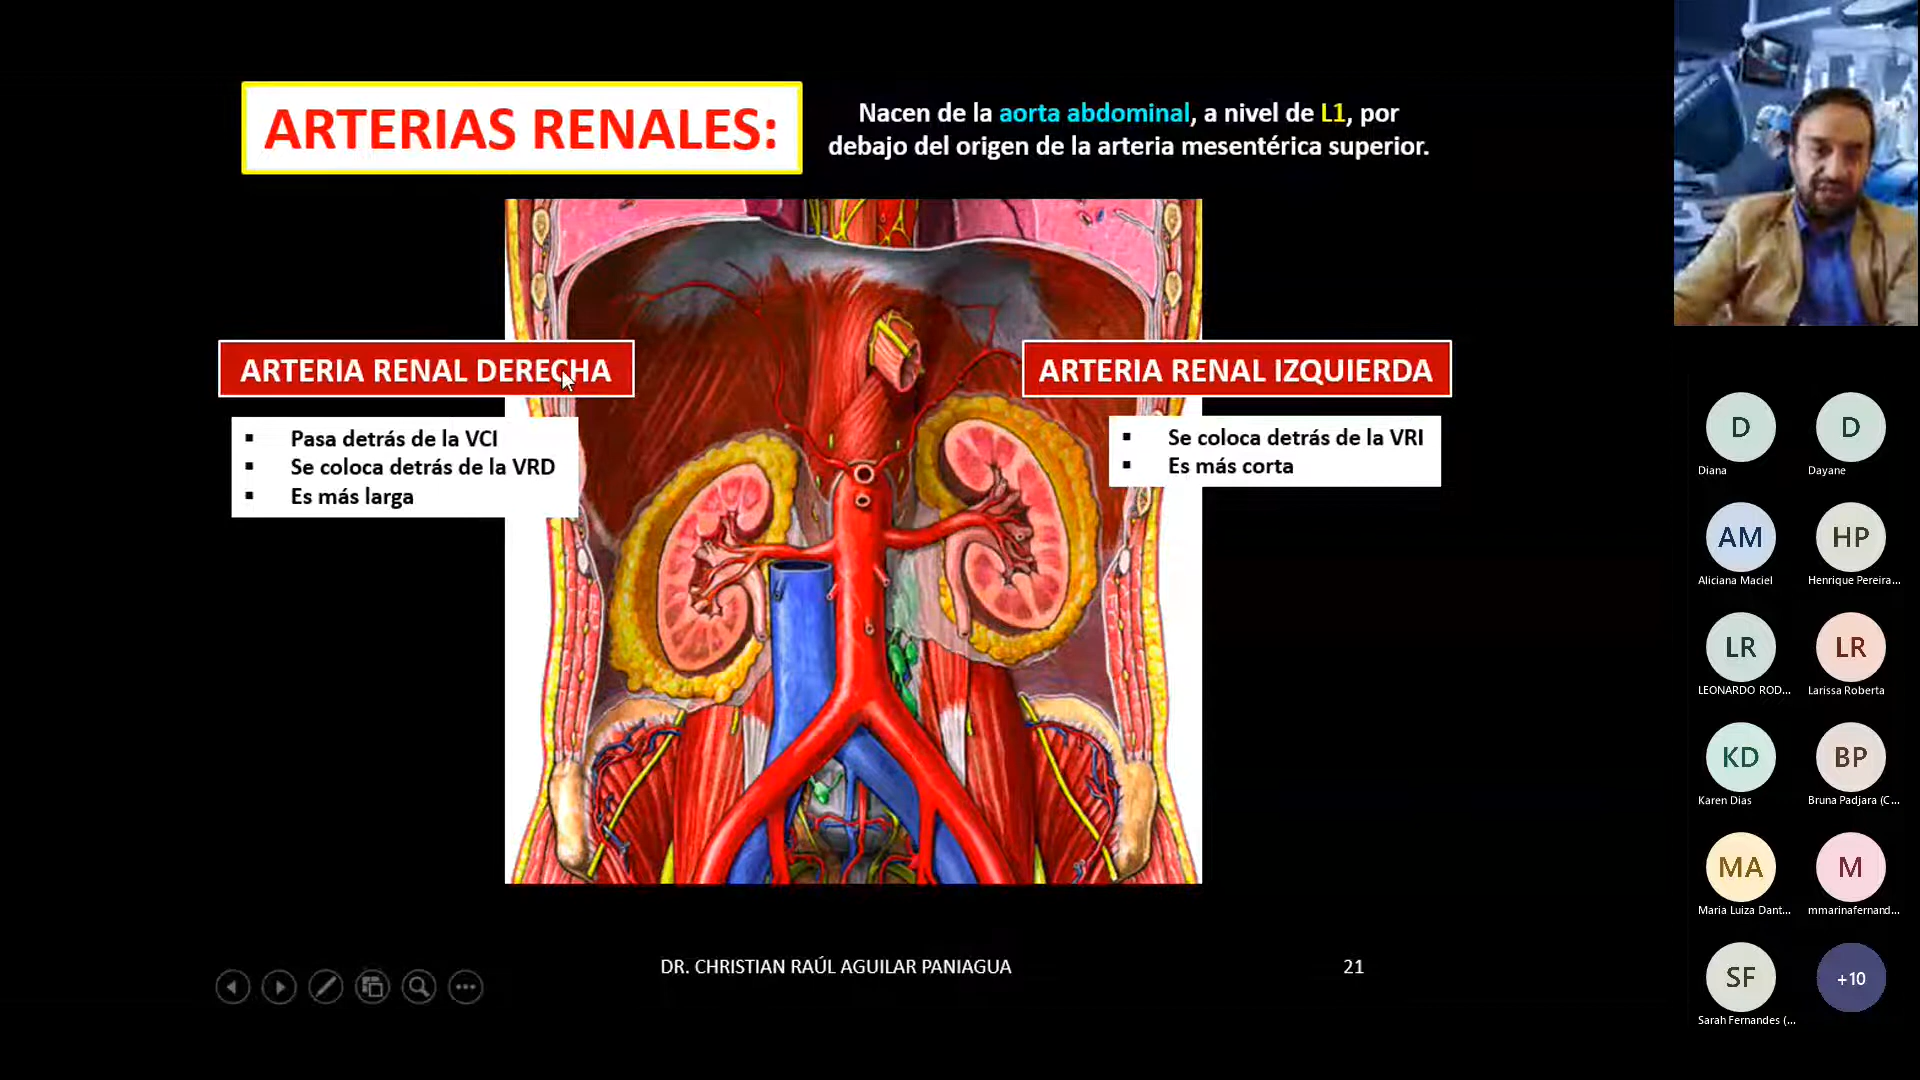 ARTERIAS RENALES:
Nacen de la aorta abdominal, a nivel de L1, por
debajo del origen de la arteria mesentérica superior.
ARTERIA RENAL DERECHA
▪ Pasa detrás de la VCI
▪ Se coloca detrás de la VRD
▪ Es más larga
ARTERIA RENAL IZQUIERDA
▪ Se coloca detrás de la VRI
▪ Es más corta
DR. CHRISTIAN RAÚL AGUILAR PANIAGUA
21
D
Diana
D
Dayane
AM
Aliciana Maciel
HP
Henrique Pereira...
LR
LEONARDO ROD...
LR
Larissa Roberta
KD
Karen Dias
BP
Bruna Padjara (C...
MA
Maria Luiza Dant...
M
mmarinafernand...
SF
Sarah Fernandes (...
+10